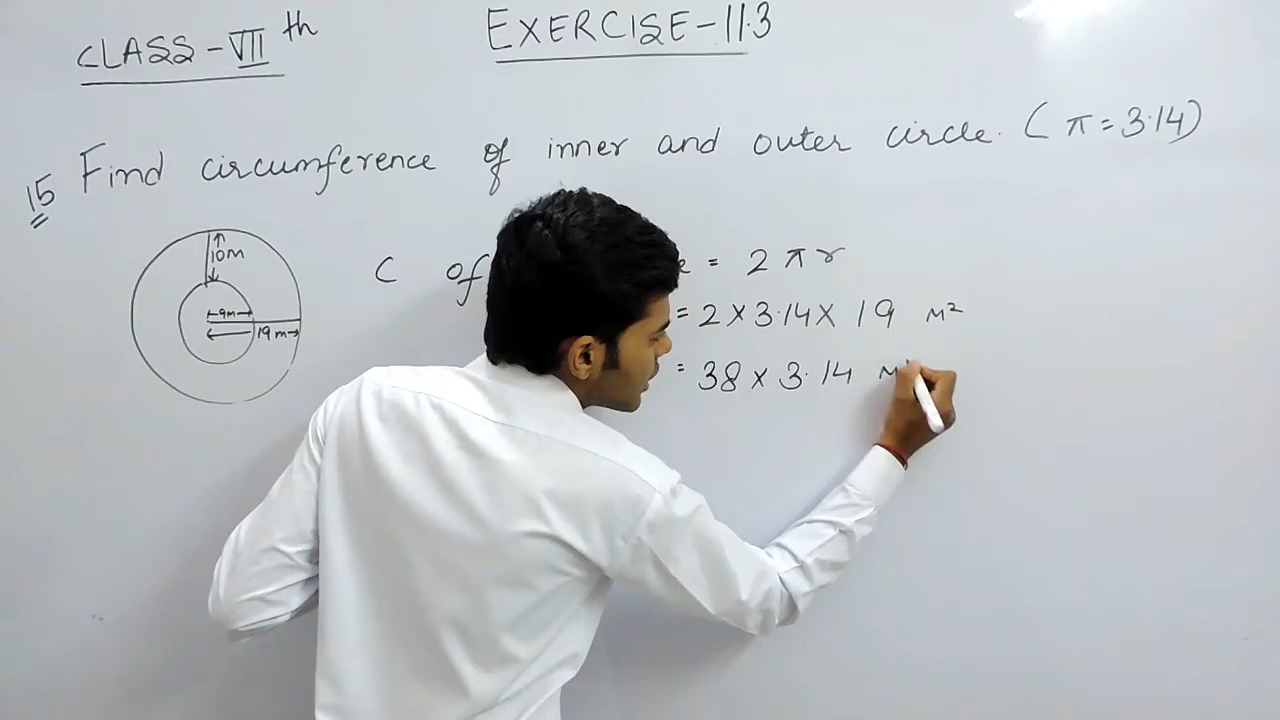 CLASS - VII th
EXERCISE - 11.3
15 Find circumference of inner and outer circle. ( π = 3.14 )
10m
9m
19m
C of = 2 π r
= 2 × 3.14 × 19 m²
= 38 × 3.14 m